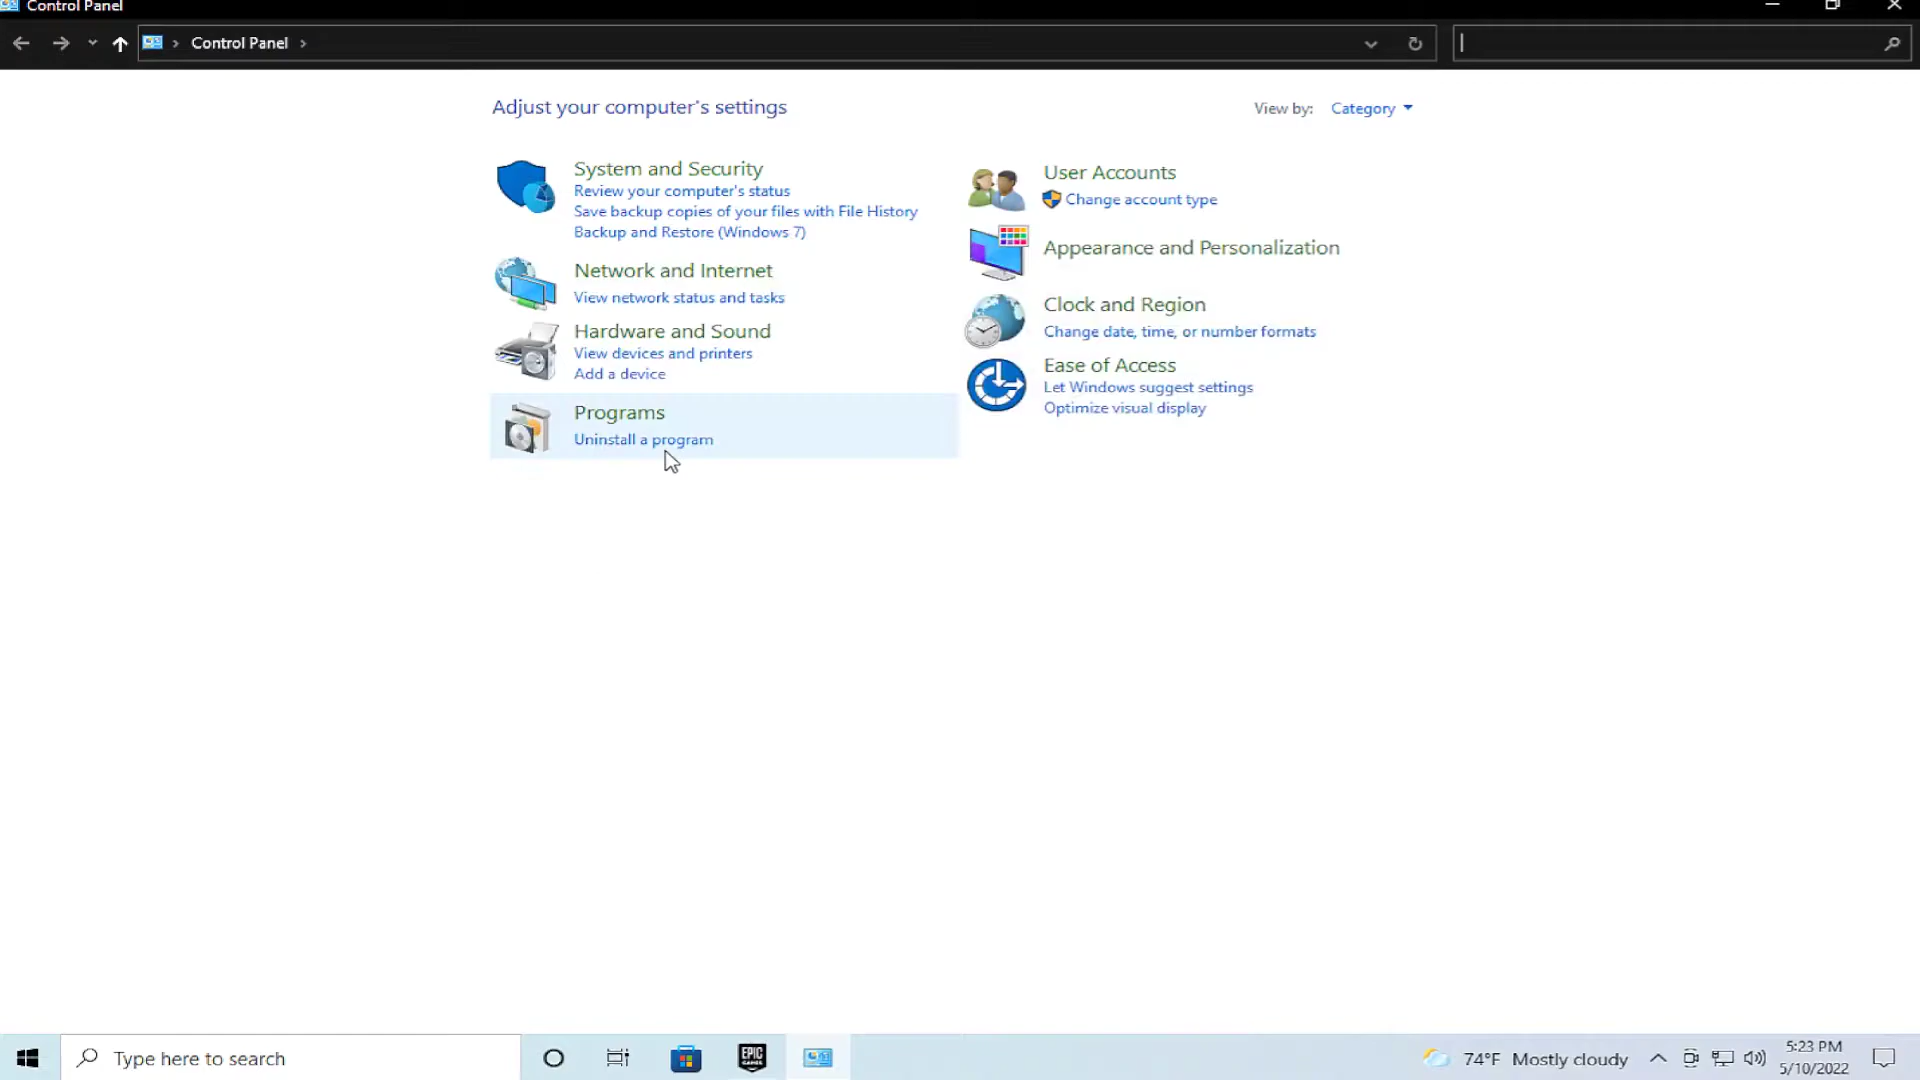 Control Panel
Control Panel
Adjust your computer's settings
View by: Category
System and Security
Review your computer's status
Save backup copies of your files with File History
Backup and Restore (Windows 7)
Network and Internet
View network status and tasks
Hardware and Sound
View devices and printers
Add a device
Programs
Uninstall a program
User Accounts
Change account type
Appearance and Personalization
Clock and Region
Change date, time, or number formats
Ease of Access
Let Windows suggest settings
Optimize visual display
Type here to search
EPIC
GAMES
74°F Mostly cloudy
5:23 PM
5/10/2022